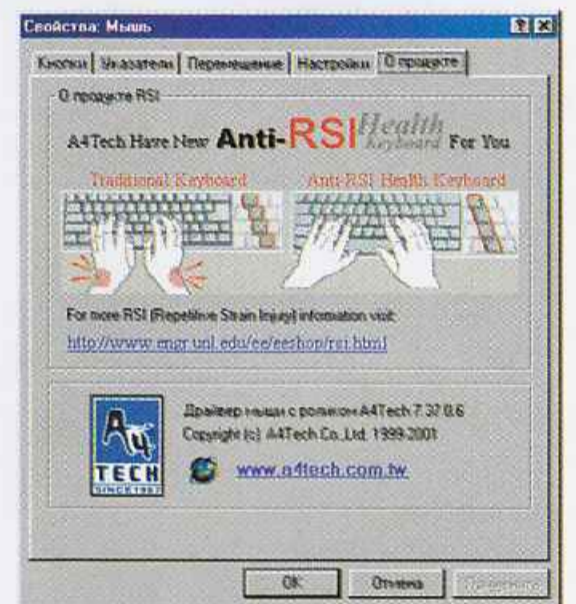 Свойства: Мышь
Кнопки Указатели Перемещение Настройки О продукте
О продукте RSI
A4Tech Have New Anti-RSI Health Keyboard For You
Traditional Keyboard Anti-RSI Health Keyboard
For more RSI (Repetitive Strain Injury) information visit:
http://www.engr.unl.edu/ee/eeshop/rsi.html
Драйвер мыши с роликом A4Tech 7.37.0.6
Copyright (c) A4Tech Co.,Ltd. 1999-2001
A4
TECH
SINCE 1987
www.a4tech.com.tw
OK Отмена Применить